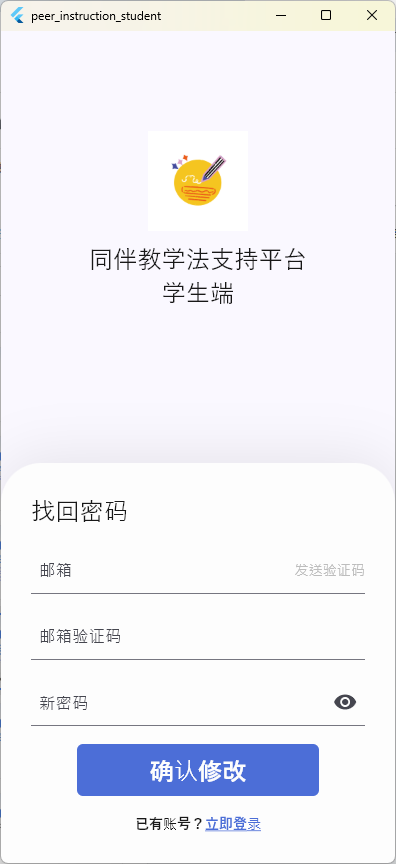 peer_instruction_student
同伴教学法支持平台
学生端
找回密码
邮箱 发送验证码
邮箱验证码
新密码
确认修改
已有账号？立即登录